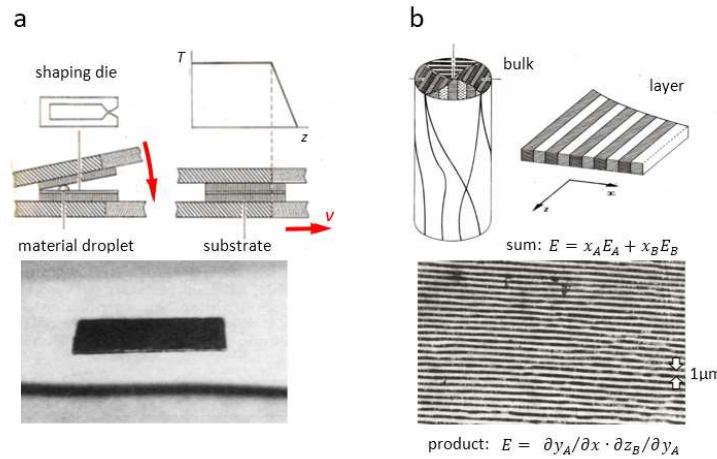 a
shaping die
T
z
v
material droplet
substrate
b
bulk
layer
z
x
sum: E = x_A E_A + x_B E_B
1µm
product: E = ∂y_A/∂x · ∂z_B/∂y_A